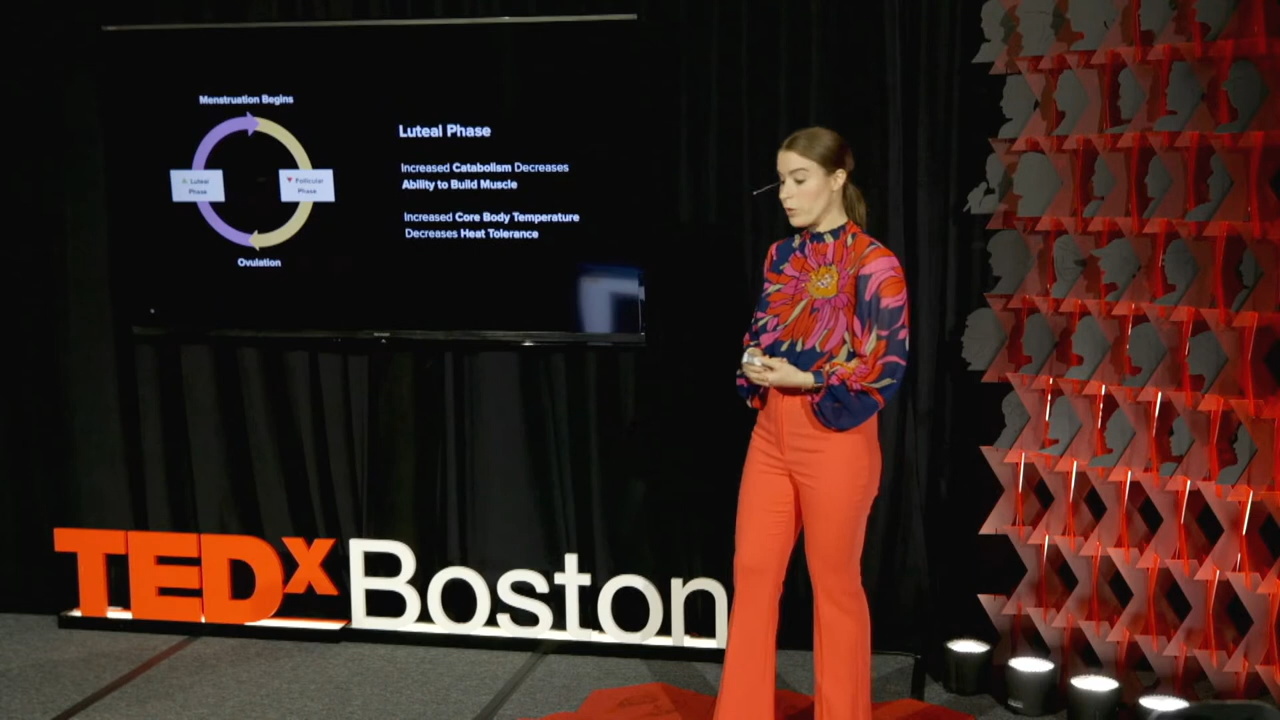 Menstruation Begins
Luteal Phase
Increased Catabolism Decreases
Ability to Build Muscle
Luteal
Phase
Follicular
Phase
Increased Core Body Temperature
Decreases Heat Tolerance
Ovulation
TEDx Boston